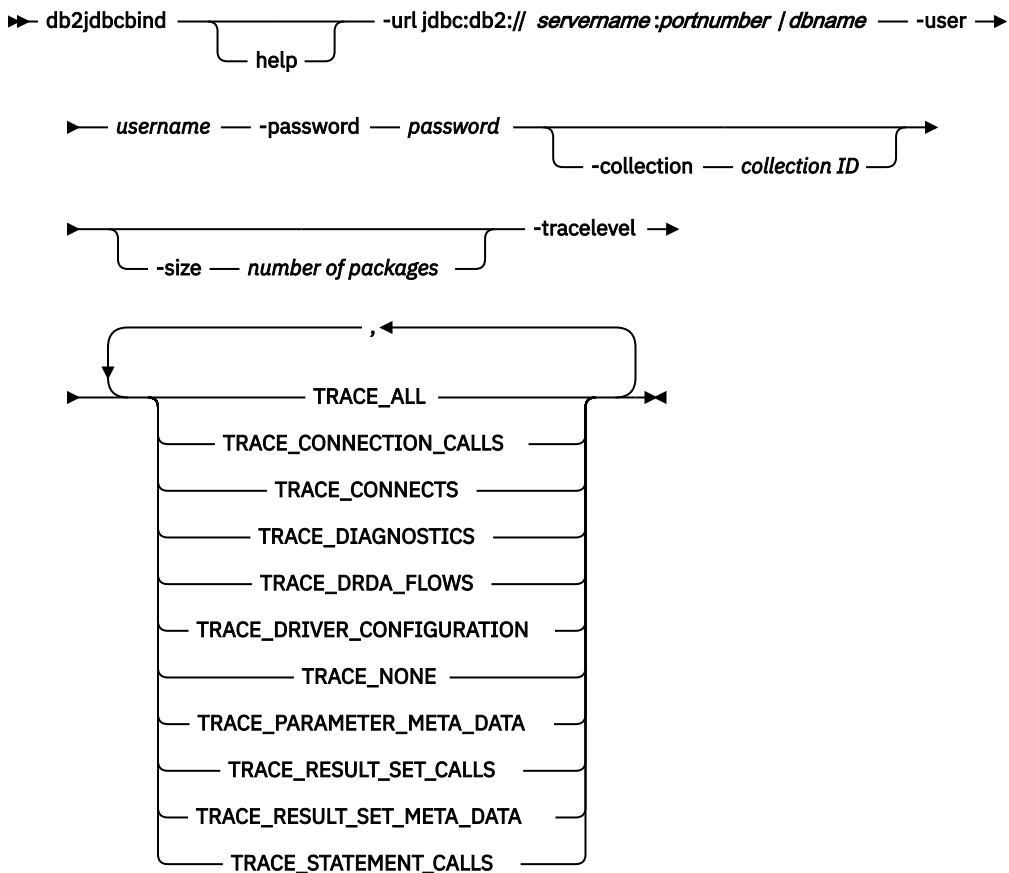 db2jdbcbind -url jdbc:db2:// servername :portnumber / dbname -user
help
username -password password
-collection collection ID
-tracelevel
-size number of packages
,
TRACE_ALL
TRACE_CONNECTION_CALLS
TRACE_CONNECTS
TRACE_DIAGNOSTICS
TRACE_DRDA_FLOWS
TRACE_DRIVER_CONFIGURATION
TRACE_NONE
TRACE_PARAMETER_META_DATA
TRACE_RESULT_SET_CALLS
TRACE_RESULT_SET_META_DATA
TRACE_STATEMENT_CALLS